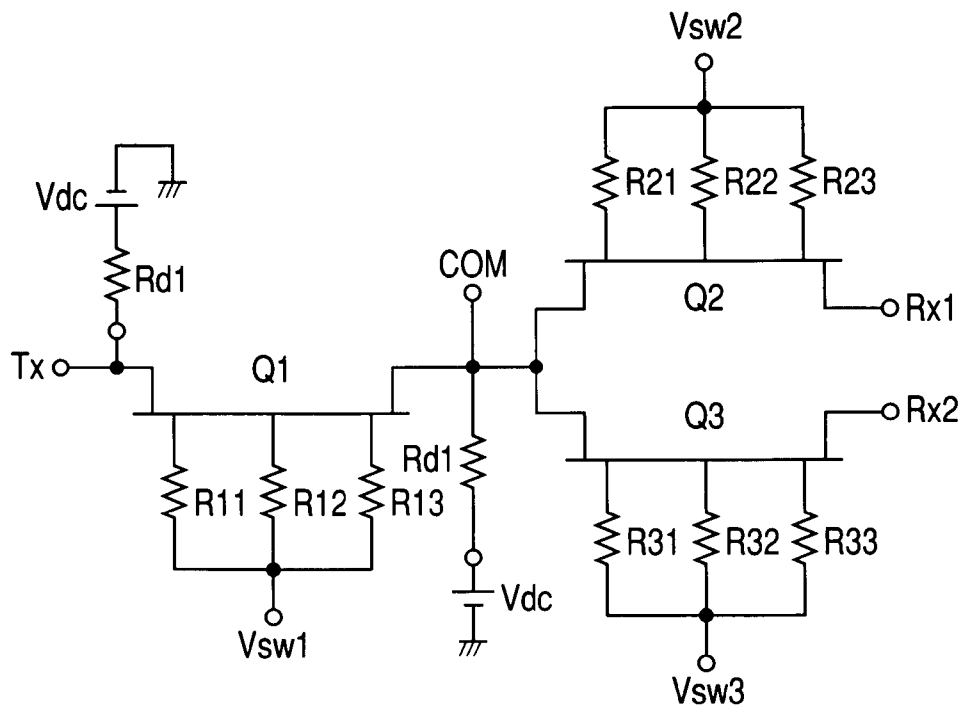 Vsw2
R21
R22
R23
Vdc
Rd1
COM
Q2
Rx1
Tx
Q1
Q3
Rx2
Rd1
R11
R12
R13
R31
R32
R33
Vdc
Vsw1
Vsw3